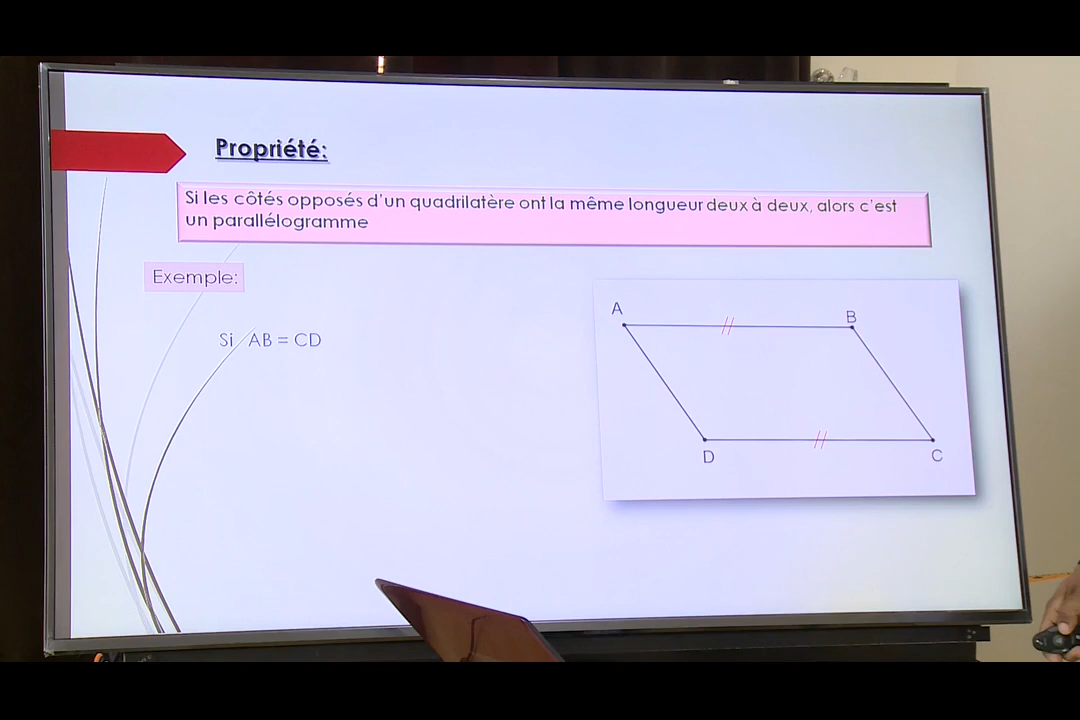 Propriété:
Si les côtés opposés d'un quadrilatère ont la même longueur deux à deux, alors c'est
un parallélogramme
Exemple:
Si AB = CD
A
B
D
C